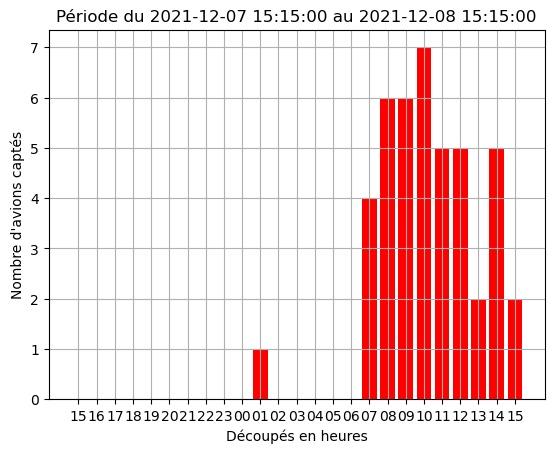 Période du 2021-12-07 15:15:00 au 2021-12-08 15:15:00
7
6
5
4
3
2
1
0
Nombre d'avions captés
15 16 17 18 19 20 21 22 23 00 01 02 03 04 05 06 07 08 09 10 11 12 13 14 15
Découpés en heures